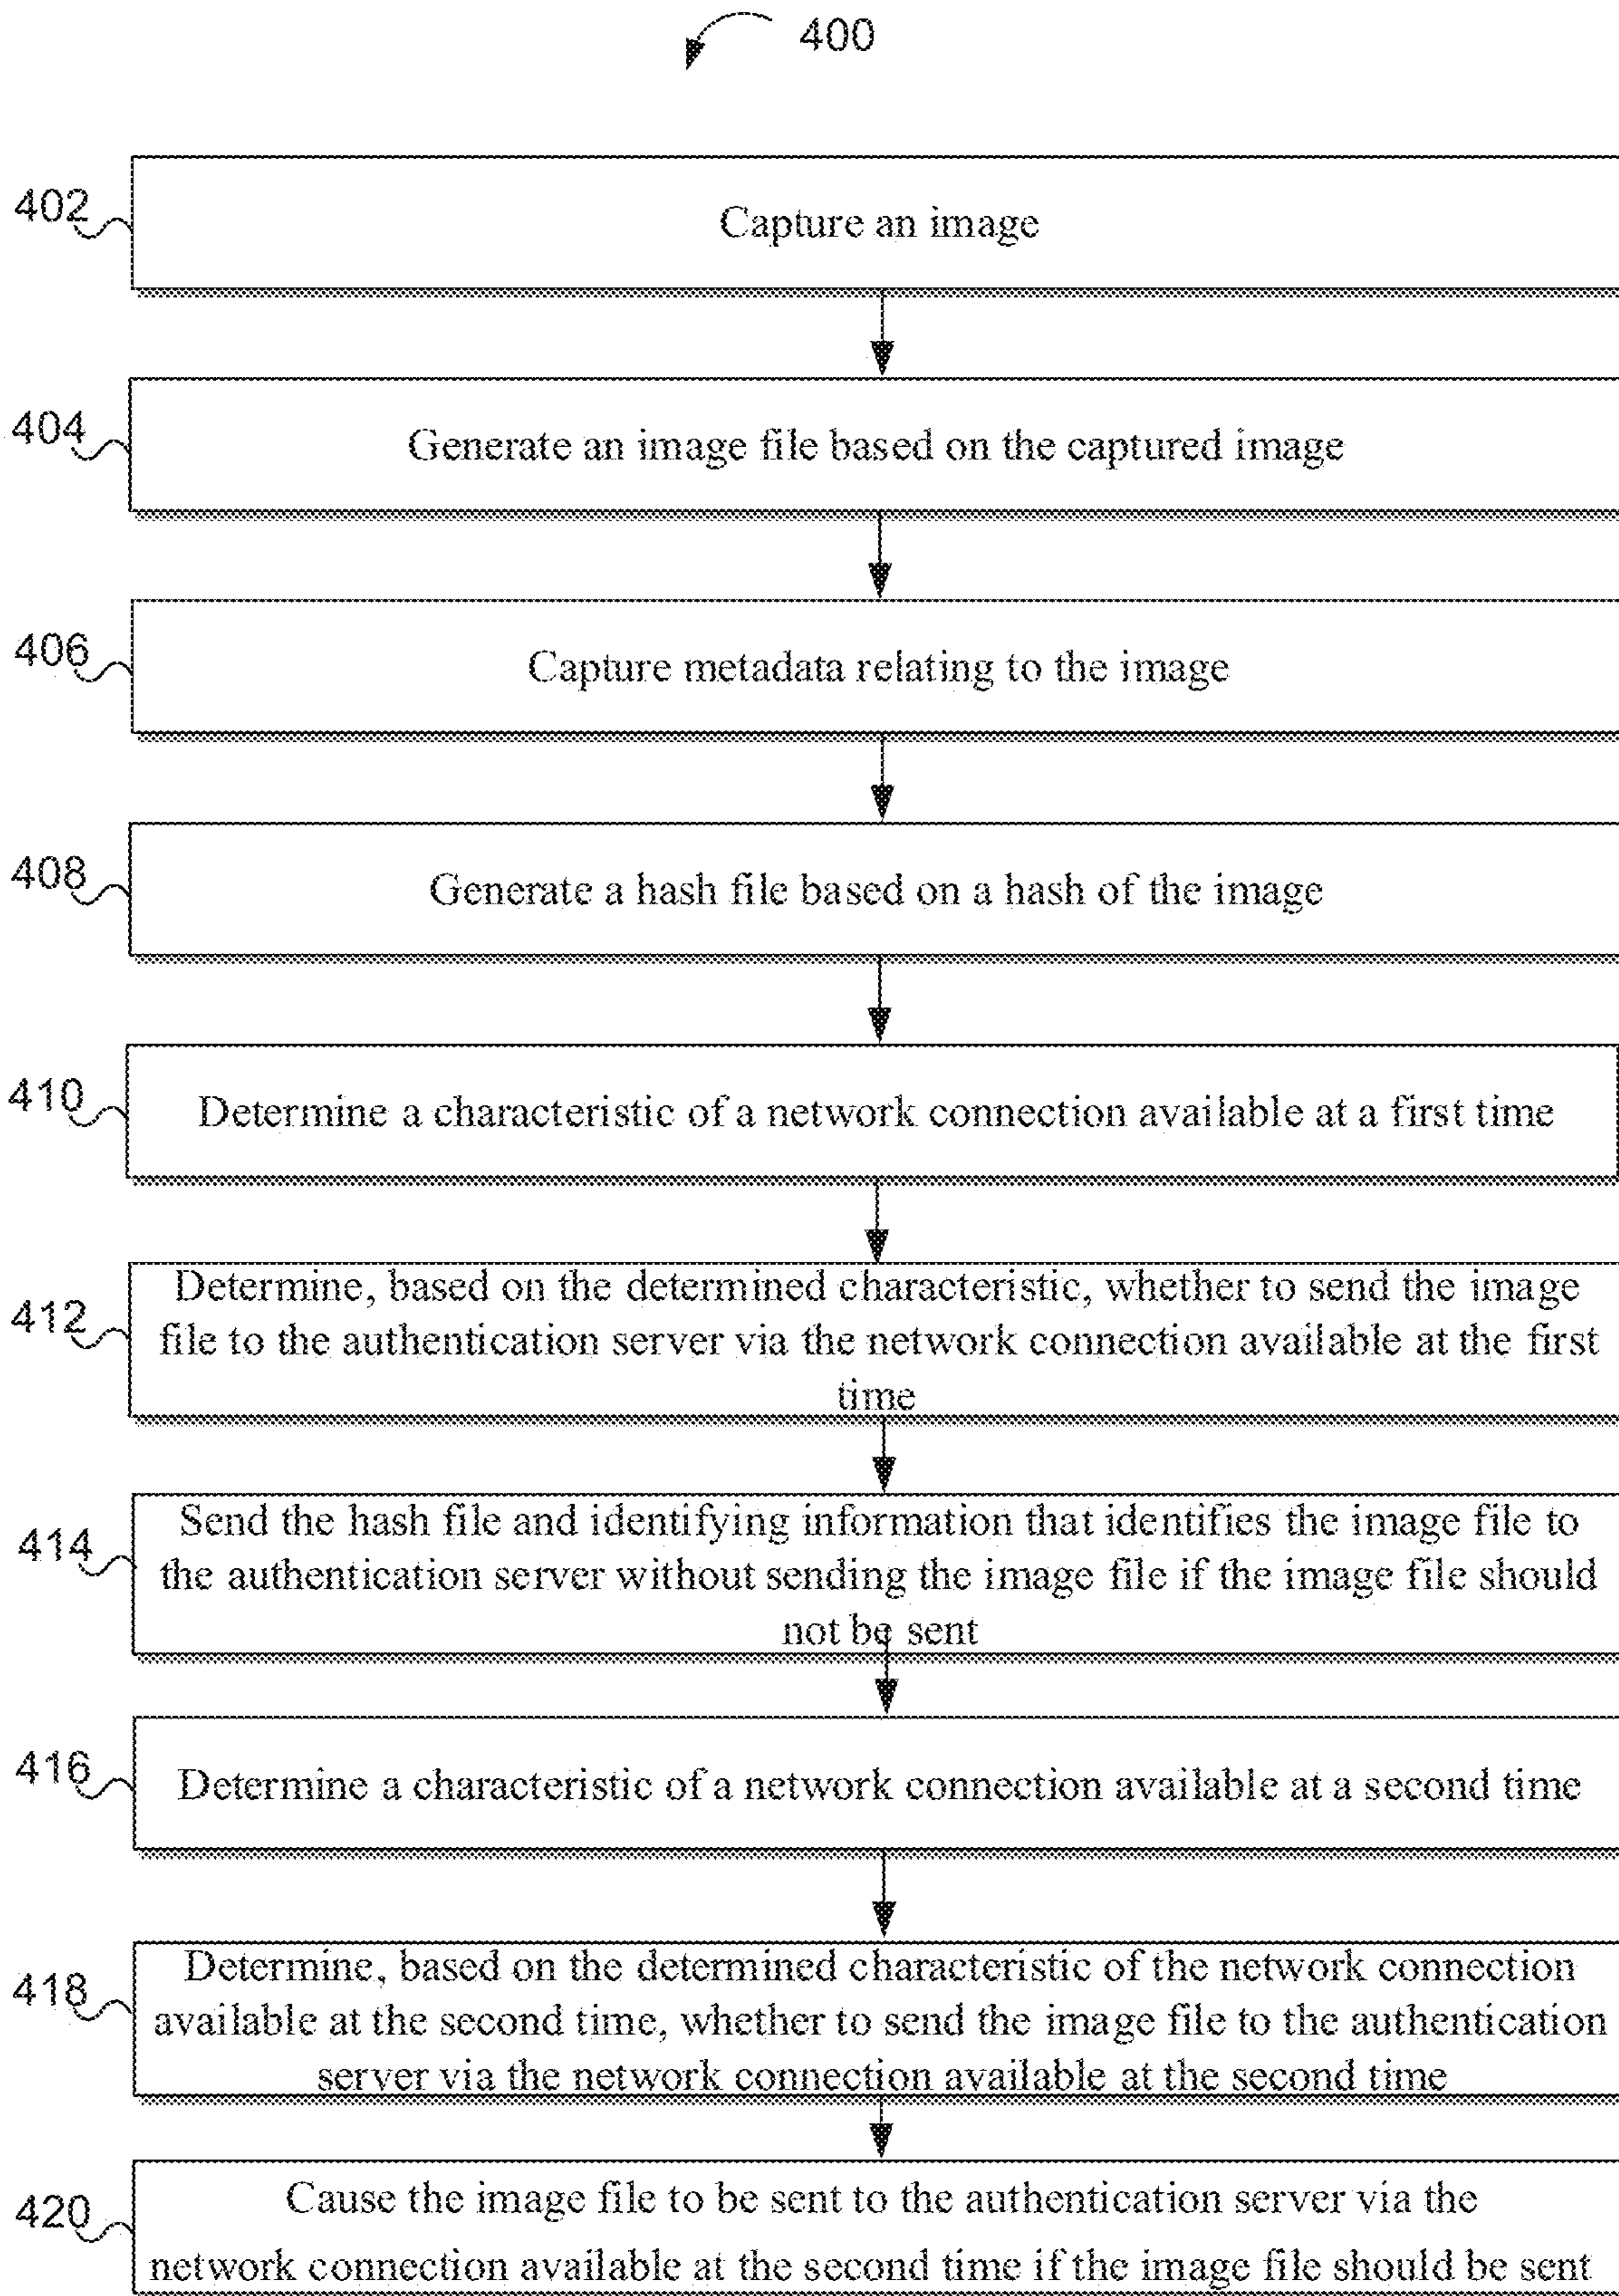 400
402
Capture an image
404
Generate an image file based on the captured image
406
Capture metadata relating to the image
408
Generate a hash file based on a hash of the image
410
Determine a characteristic of a network connection available at a first time
412
Determine, based on the determined characteristic, whether to send the image
file to the authentication server via the network connection available at the first
time
414
Send the hash file and identifying information that identifies the image file to
the authentication server without sending the image file if the image file should
not be sent
416
Determine a characteristic of a network connection available at a second time
418
Determine, based on the determined characteristic of the network connection
available at the second time, whether to send the image file to the authentication
server via the network connection available at the second time
420
Cause the image file to be sent to the authentication server via the
network connection available at the second time if the image file should be sent